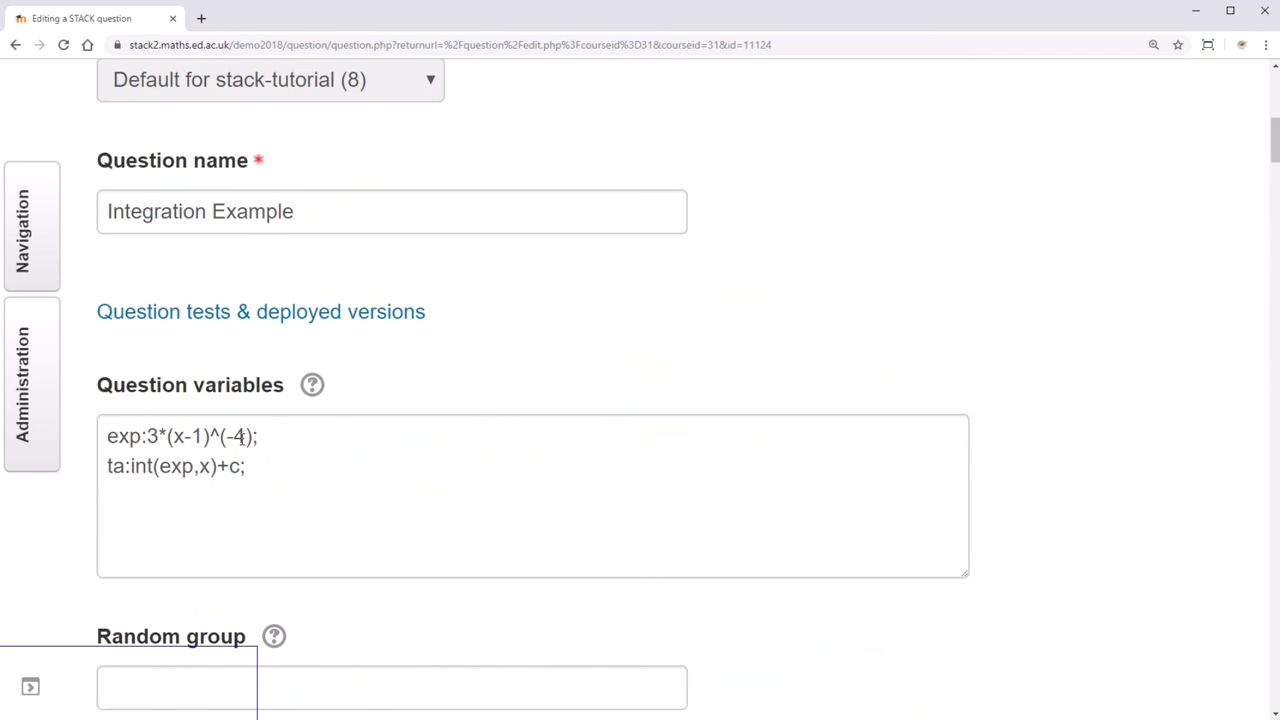 Editing a STACK question
stack2.maths.ed.ac.uk/demo2018/question/question.php?returnurl=%2Fquestion%2Fedit.php%3Fcourseid%3D31&courseid=31&id=11124
Default for stack-tutorial (8)
Question name *
Integration Example
Question tests & deployed versions
Question variables
exp:3*(x-1)^(-4);
ta:int(exp,x)+c;
Random group
Navigation
Administration